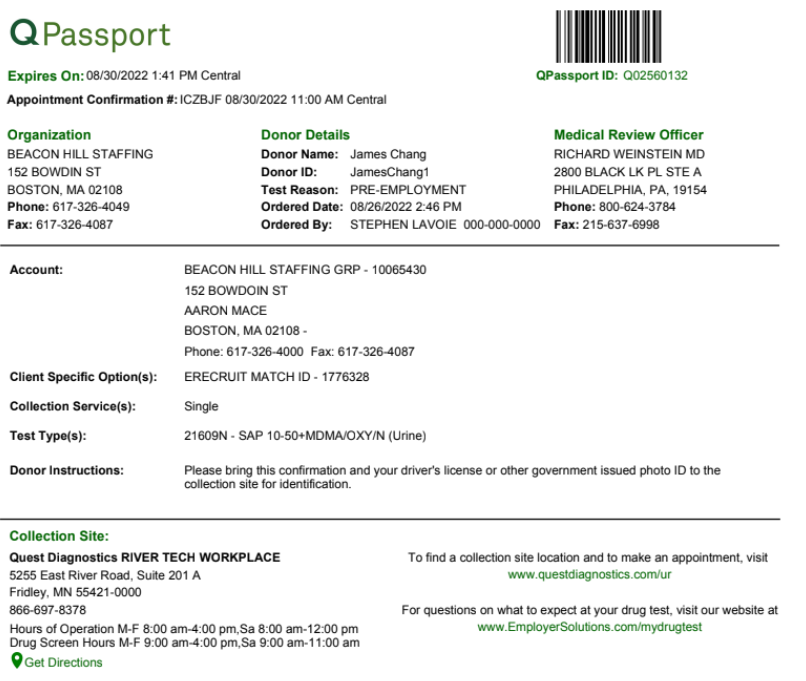 QPassport
Expires On: 08/30/2022 1:41 PM Central
QPassport ID: Q02560132
Appointment Confirmation #: ICZBJF 08/30/2022 11:00 AM Central
Organization
BEACON HILL STAFFING
152 BOWDIN ST
BOSTON, MA 02108
Phone: 617-326-4049
Fax: 617-326-4087
Donor Details
Donor Name: James Chang
Donor ID: JamesChang1
Test Reason: PRE-EMPLOYMENT
Ordered Date: 08/26/2022 2:46 PM
Ordered By: STEPHEN LAVOIE 000-000-0000
Medical Review Officer
RICHARD WEINSTEIN MD
2800 BLACK LK PL STE A
PHILADELPHIA, PA, 19154
Phone: 800-624-3784
Fax: 215-637-6998
Account: BEACON HILL STAFFING GRP - 10065430
152 BOWDOIN ST
AARON MACE
BOSTON, MA 02108 -
Phone: 617-326-4000 Fax: 617-326-4087
Client Specific Option(s): ERECRUIT MATCH ID - 1776328
Collection Service(s): Single
Test Type(s): 21609N - SAP 10-50+MDMA/OXY/N (Urine)
Donor Instructions: Please bring this confirmation and your driver's license or other government issued photo ID to the
collection site for identification.
Collection Site:
Quest Diagnostics RIVER TECH WORKPLACE
5255 East River Road, Suite 201 A
Fridley, MN 55421-0000
866-697-8378
Hours of Operation M-F 8:00 am-4:00 pm,Sa 8:00 am-12:00 pm
Drug Screen Hours M-F 9:00 am-4:00 pm,Sa 9:00 am-11:00 am
Get Directions
To find a collection site location and to make an appointment, visit
www.questdiagnostics.com/ur
For questions on what to expect at your drug test, visit our website at
www.EmployerSolutions.com/mydrugtest